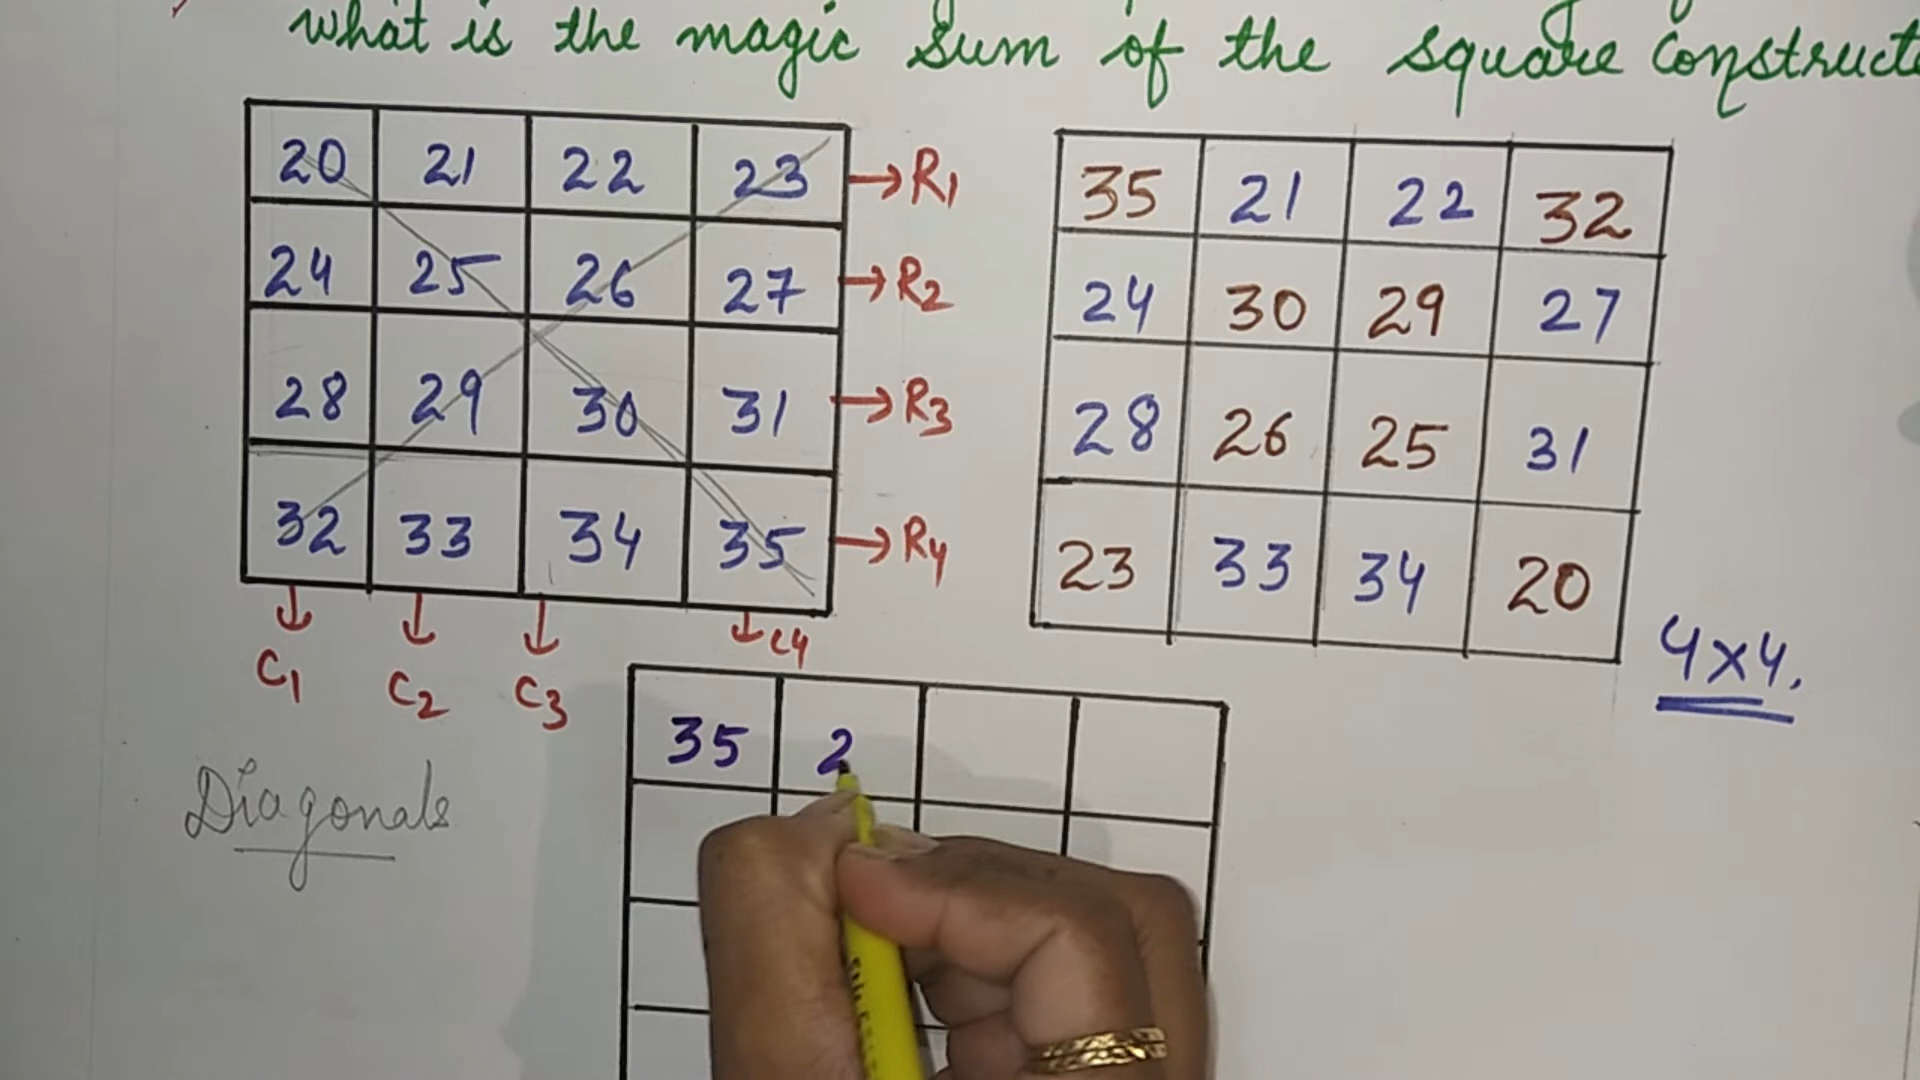 what is the magic sum of the square
20 21 22 23 → R1
24 25 26 27 → R2
28 29 30 31 → R3
32 33 34 35 → R4
C1 C2 C3 C4
35 21 22 32
24 30 29 27
28 26 25 31
23 33 34 20
4×4.
35 2
Diagonals